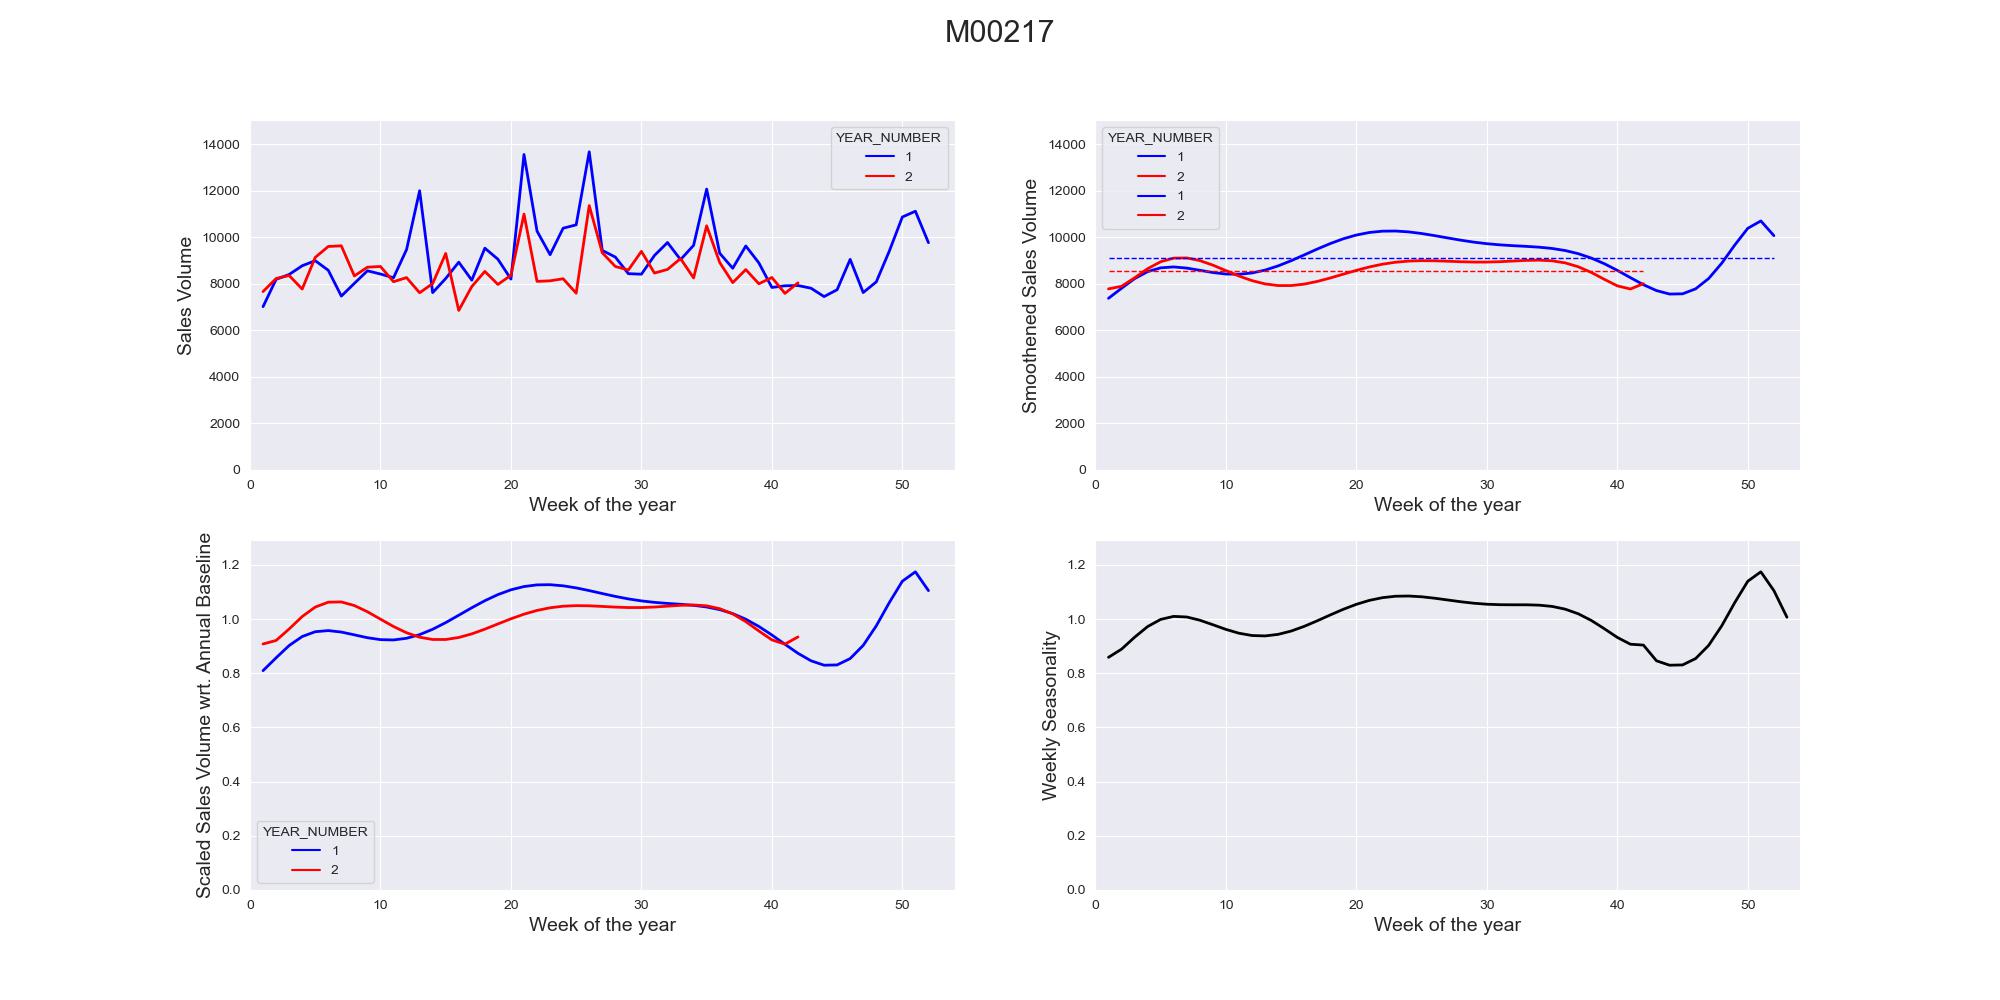 M00217
Sales Volume
14000
12000
10000
8000
6000
4000
2000
0
0 10 20 30 40 50
Week of the year
YEAR_NUMBER
1
2
Smoothened Sales Volume
14000
12000
10000
8000
6000
4000
2000
0
0 10 20 30 40 50
Week of the year
YEAR_NUMBER
1
2
1
2
Scaled Sales Volume wrt. Annual Baseline
1.2
1.0
0.8
0.6
0.4
0.2
0.0
0 10 20 30 40 50
Week of the year
YEAR_NUMBER
1
2
Weekly Seasonality
1.2
1.0
0.8
0.6
0.4
0.2
0.0
0 10 20 30 40 50
Week of the year